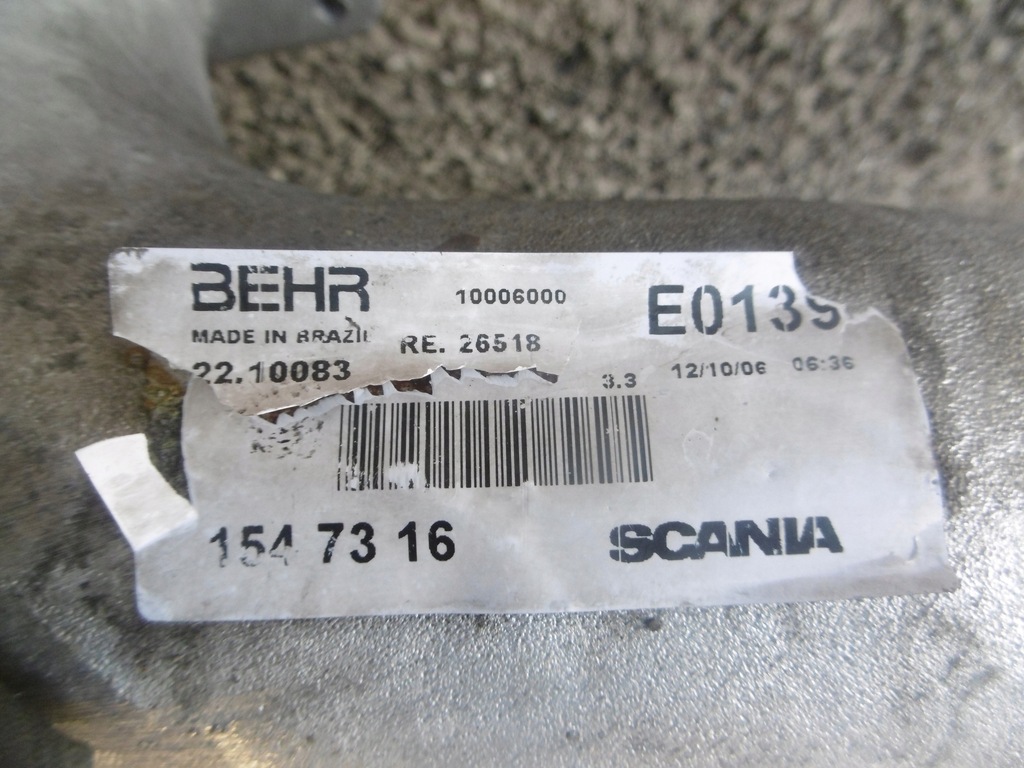 BEHR 10006000
MADE IN BRAZIL RE. 26518
22.10083 3.3 12/10/06 06:36
154 73 16 SCANIA